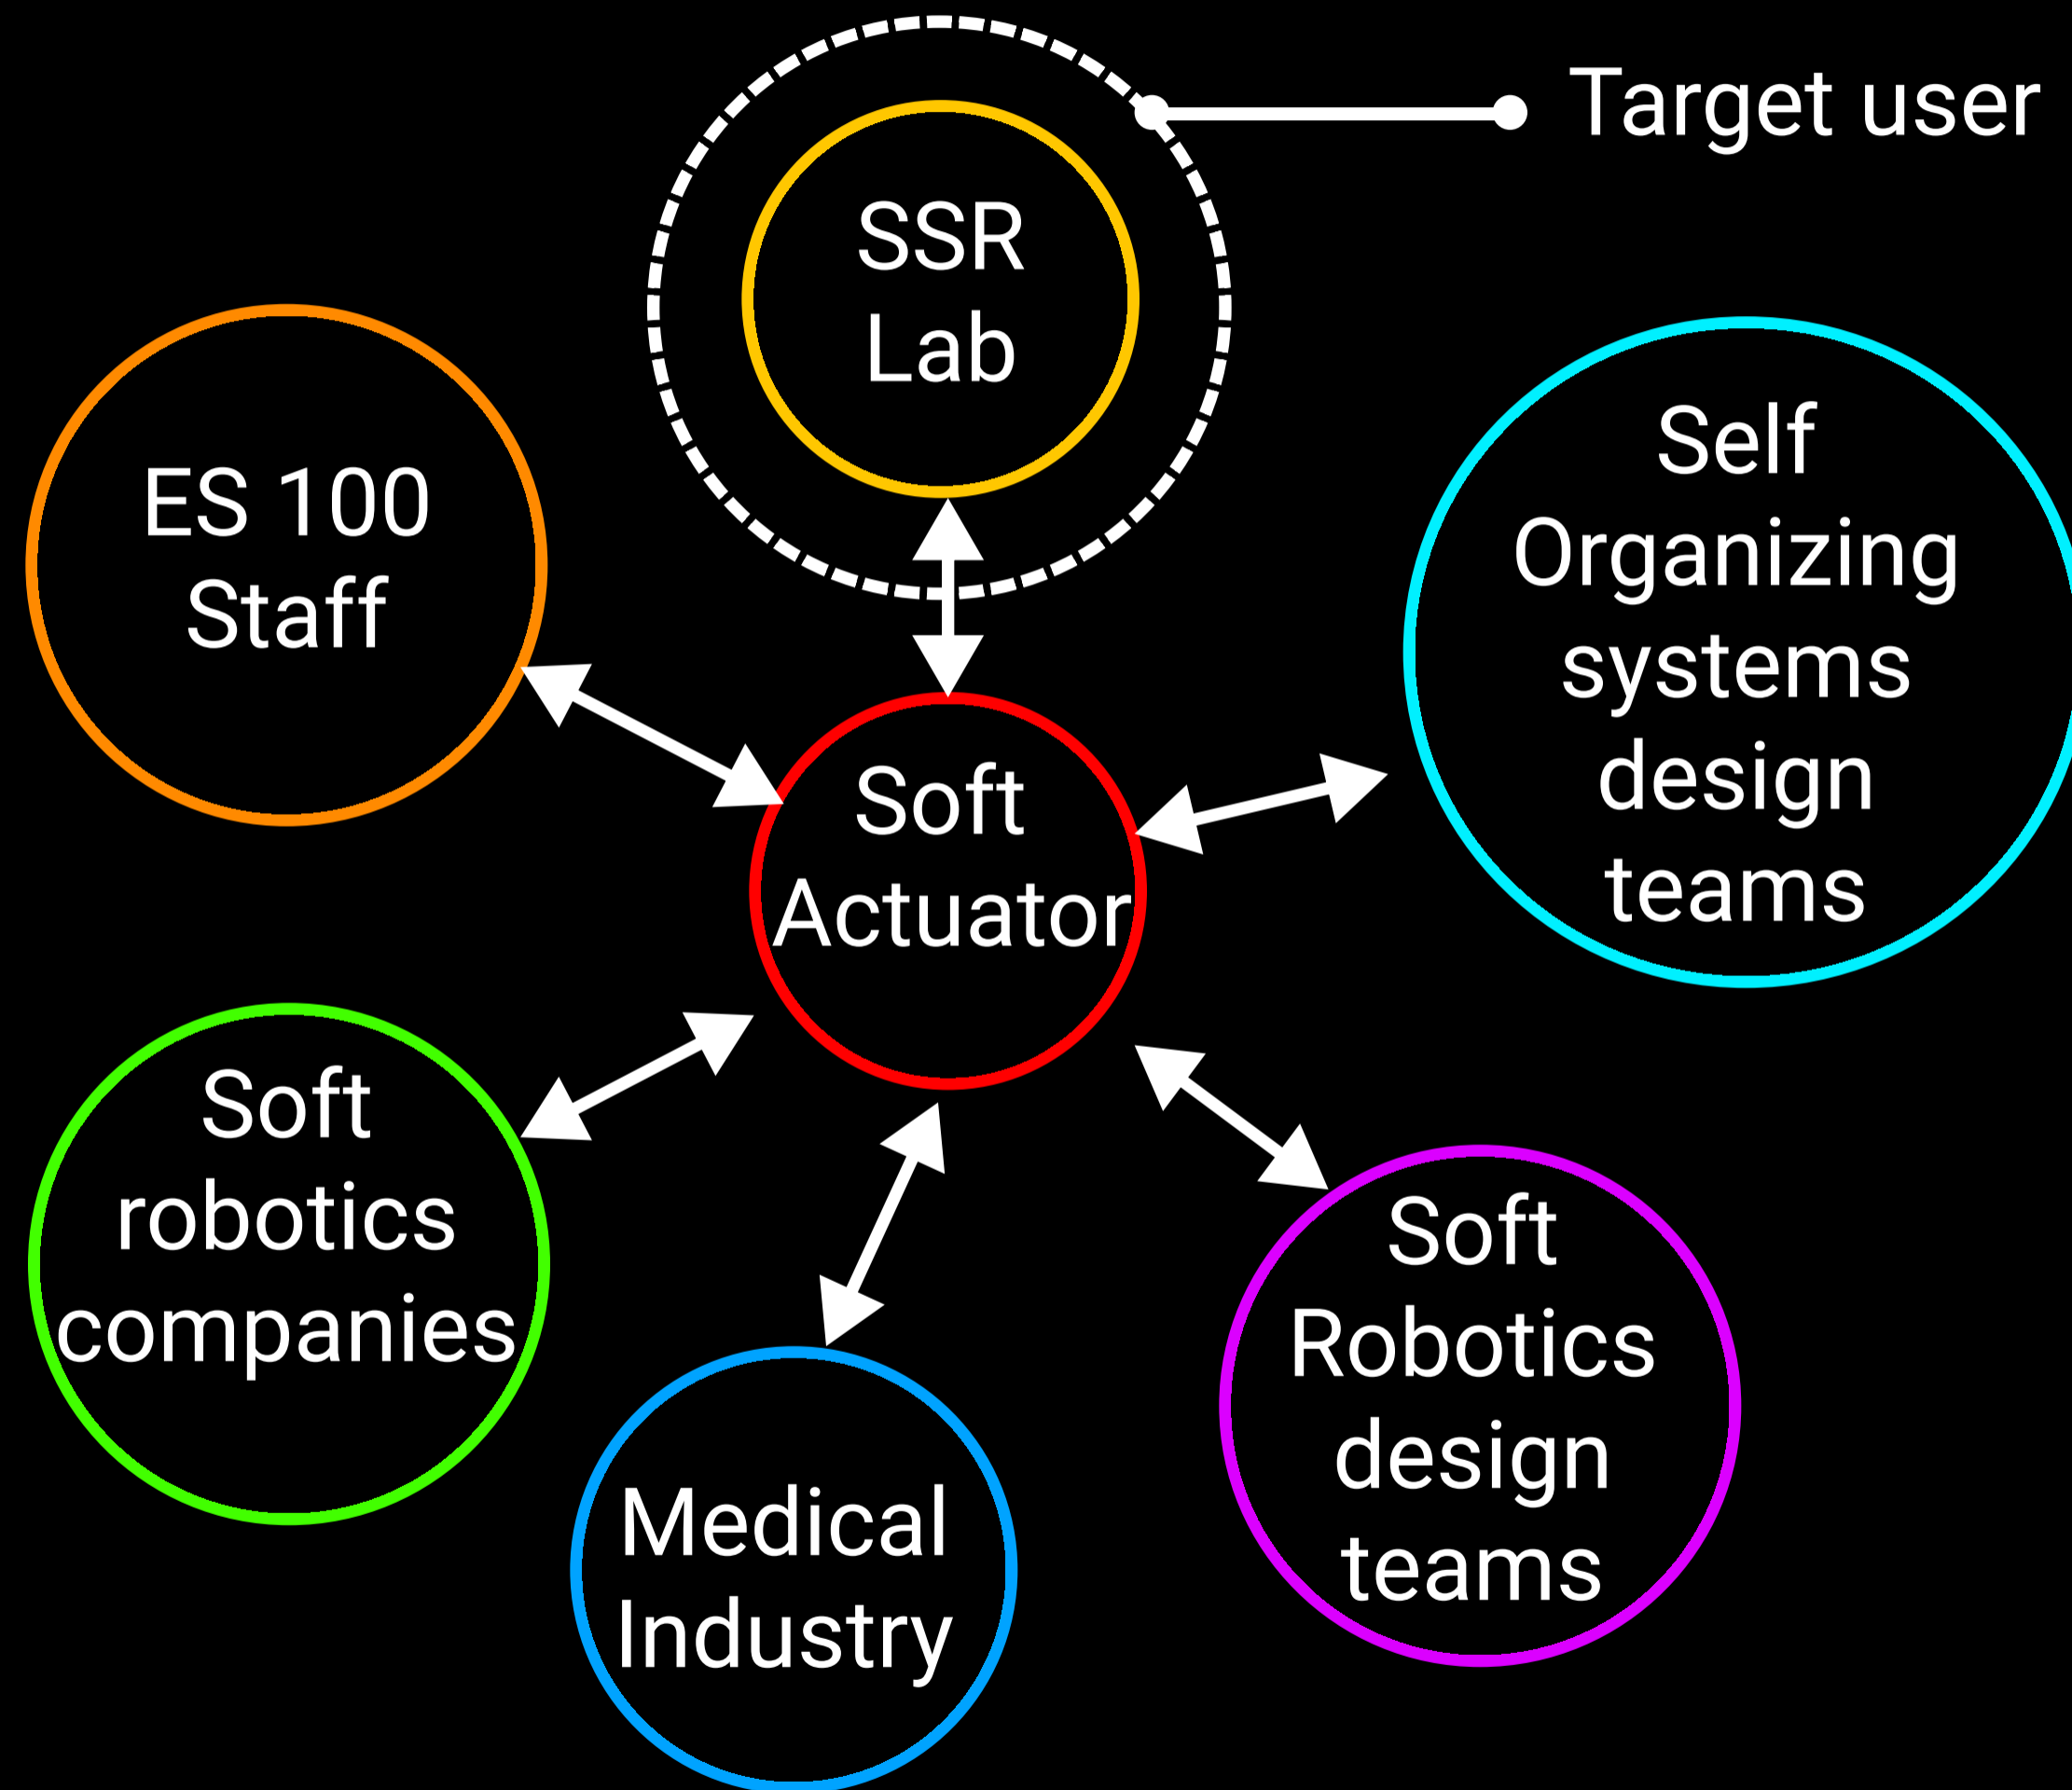 Target user
SSR
Lab
ES 100
Staff
Self
Organizing
systems
design
teams
Soft
Actuator
Soft
robotics
companies
Soft
Robotics
design
teams
Medical
Industry